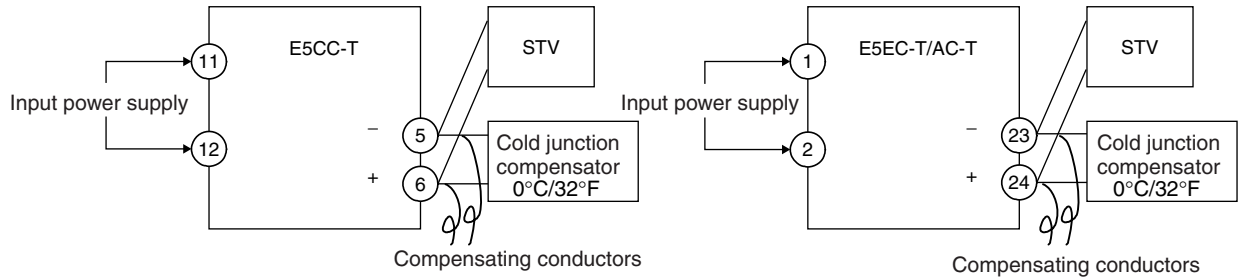 E5CC-T
STV
11
Input power supply
12
–
5
+
6
Cold junction
compensator
0°C/32°F
Compensating conductors
E5EC-T/AC-T
STV
1
Input power supply
2
–
23
+
24
Cold junction
compensator
0°C/32°F
Compensating conductors